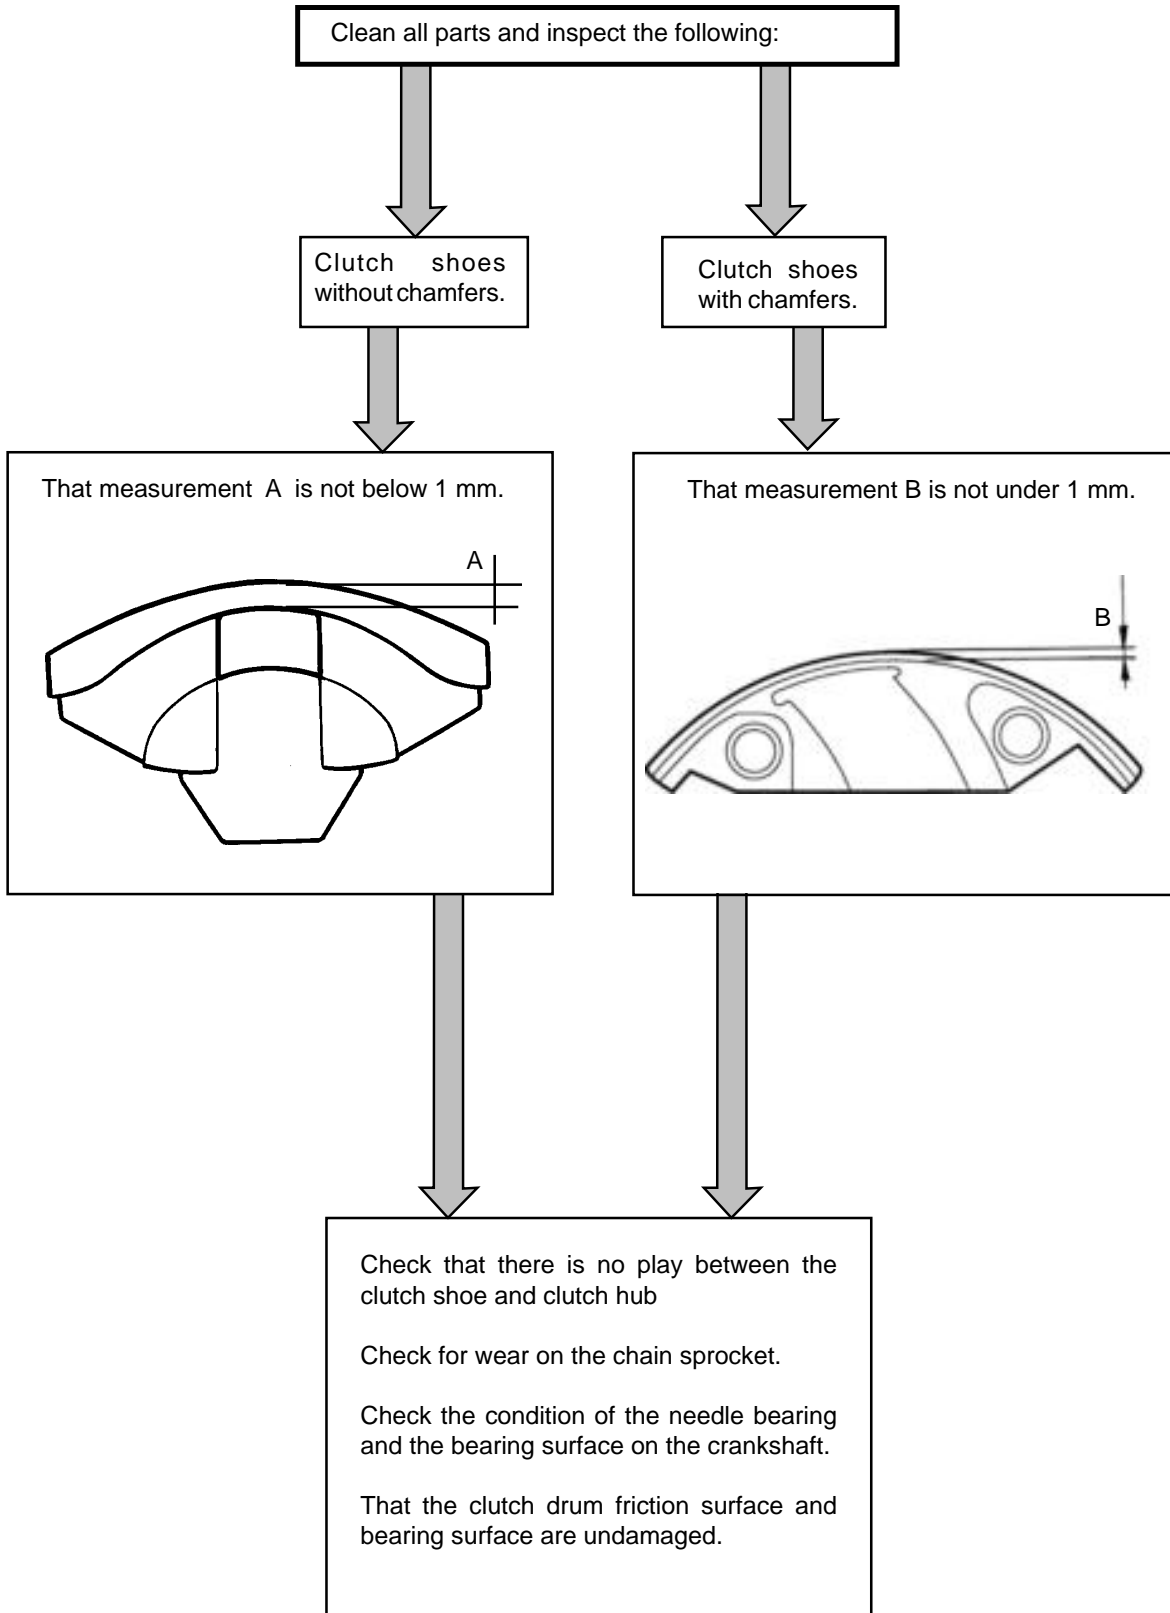 Clean all parts and inspect the following:
Clutch shoes
without chamfers.
Clutch shoes
with chamfers.
That measurement A is not below 1 mm.
A
That measurement B is not under 1 mm.
B
Check that there is no play between the
clutch shoe and clutch hub
Check for wear on the chain sprocket.
Check the condition of the needle bearing
and the bearing surface on the crankshaft.
That the clutch drum friction surface and
bearing surface are undamaged.